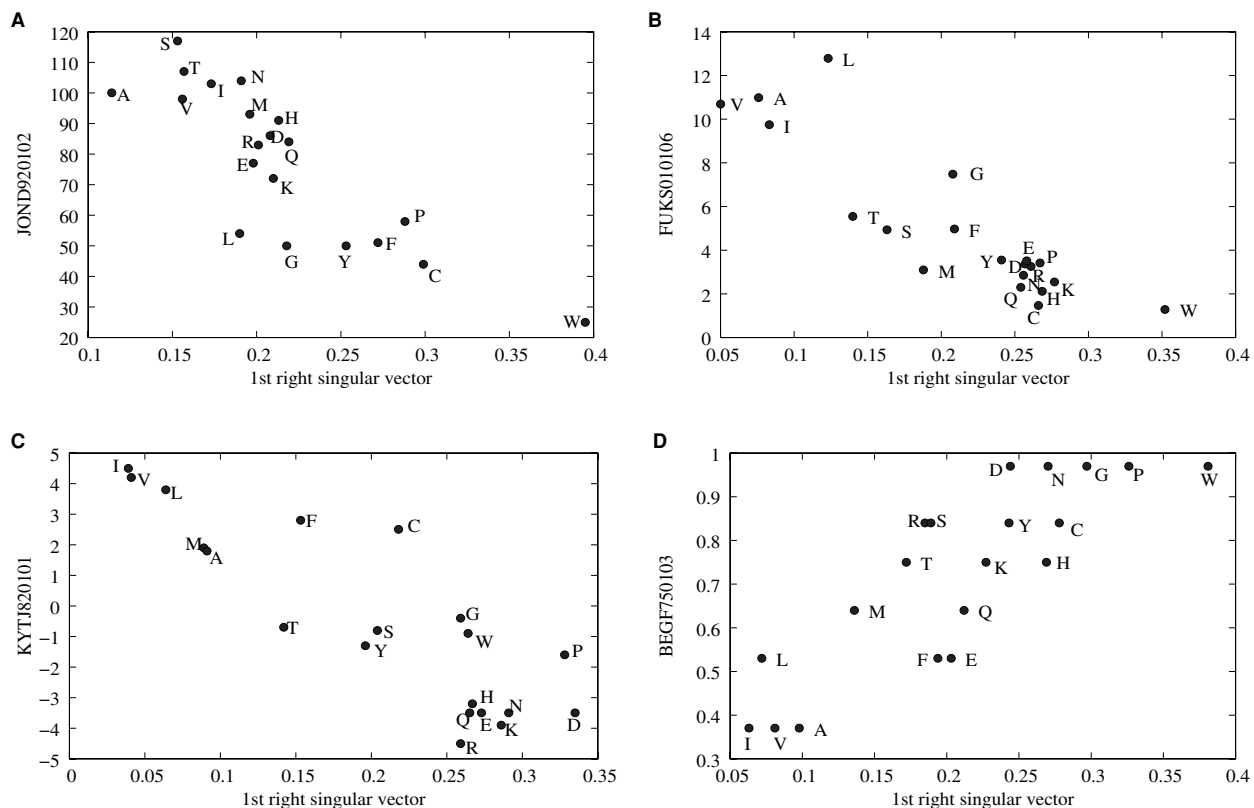 A
120
110
100
90
80
70
60
50
40
30
20
JOND920102
S
T
I
N
A
V
M
H
R
D
Q
E
K
L
G
Y
F
P
C
W
0.1
0.15
0.2
0.25
0.3
0.35
0.4
1st right singular vector
B
14
12
10
8
6
4
2
0
FUKS010106
L
V
A
I
G
T
S
F
M
Y
E
D
P
R
Q
N
H
K
C
W
0.05
0.1
0.15
0.2
0.25
0.3
0.35
0.4
1st right singular vector
C
5
4
3
2
1
0
−1
−2
−3
−4
−5
KYTJ820101
I
V
L
F
C
M
A
T
Y
S
G
W
P
H
Q
E
K
N
D
R
0
0.05
0.1
0.15
0.2
0.25
0.3
0.35
1st right singular vector
D
1
0.9
0.8
0.7
0.6
0.5
0.4
0.3
BEGF750103
D
N
G
P
W
R
S
Y
C
T
K
H
M
Q
L
F
E
I
V
A
0.05
0.1
0.15
0.2
0.25
0.3
0.35
0.4
1st right singular vector